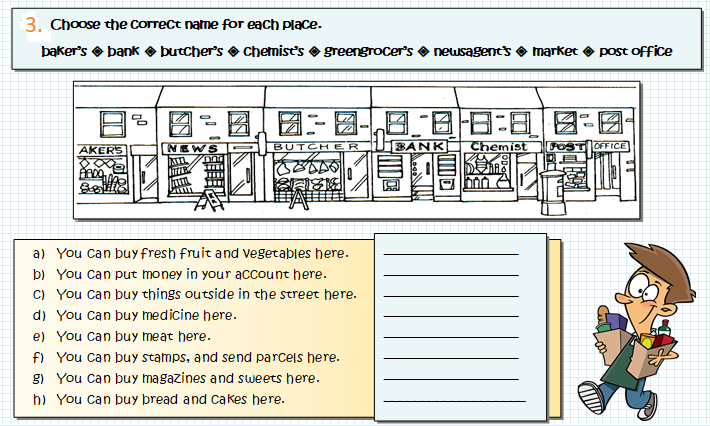 3. Choose the correct name for each place.
baker's ◈ bank ◈ butcher's ◈ chemist's ◈ greengrocer's ◈ newsagent's ◈ market ◈ post office
AKERS NEWS BUTCHER BANK Chemist POST OFFICE
a) You can buy fresh fruit and vegetables here.
b) You can put money in your account here.
c) You can buy things outside in the street here.
d) You can buy medicine here.
e) You can buy meat here.
f) You can buy stamps, and send parcels here.
g) You can buy magazines and sweets here.
h) You can buy bread and cakes here.